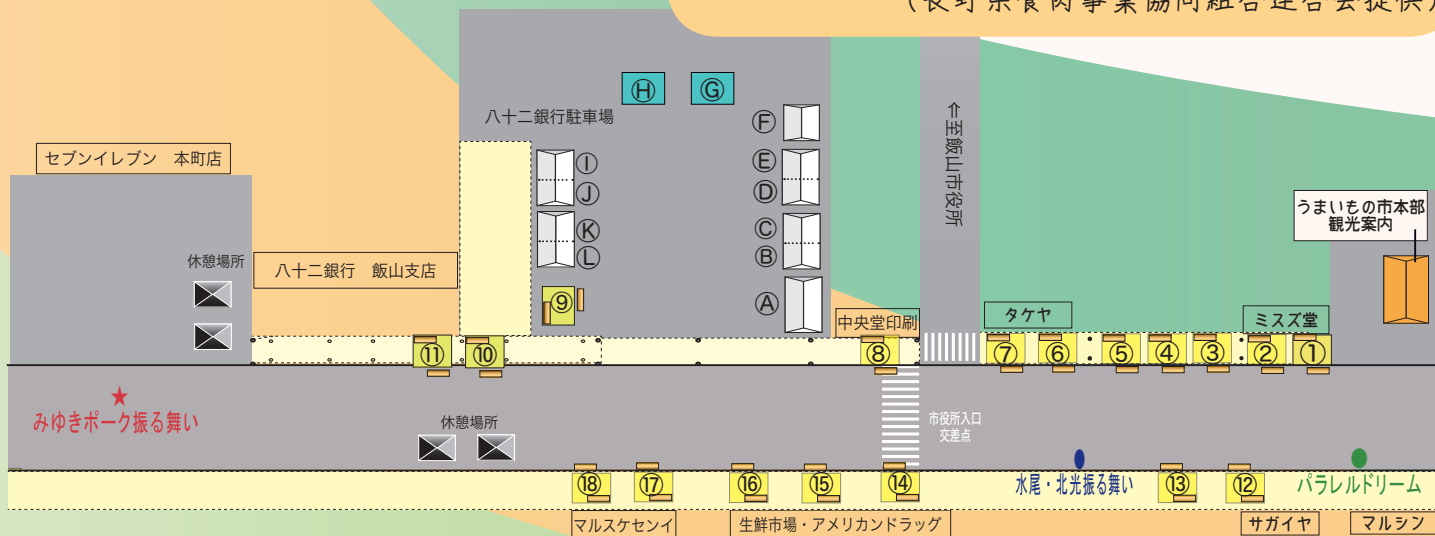 （長野県食肉事業協同組合連合会提供）
Ⓗ
Ⓖ
八十二銀行駐車場
Ⓕ
⇐至飯山市役所
セブンイレブン　本町店
Ⓘ
Ⓔ
Ⓙ
Ⓓ
うまいもの市本部
観光案内
Ⓚ
Ⓒ
Ⓛ
Ⓑ
休憩場所
八十二銀行　飯山支店
⑨
Ⓐ
中央堂印刷
タケヤ
ミスズ堂
⑪
⑩
⑧
⑦
⑥
⑤
④
③
②
①
みゆきポーク振る舞い
休憩場所
市役所入口
交差点
⑱
⑰
⑯
⑮
⑭
水尾・北光振る舞い
⑬
⑫
パラレルドリーム
マルスケセンイ
生鮮市場・アメリカンドラッグ
サガイヤ
マルシン